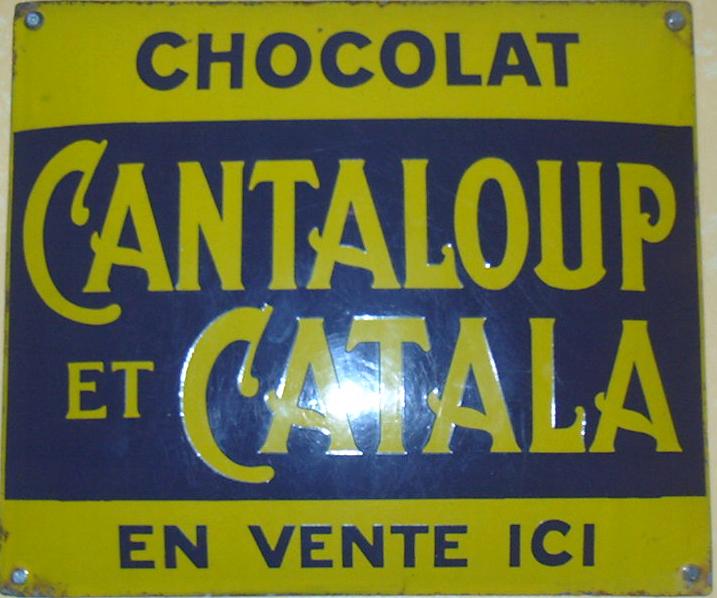 CHOCOLAT
CANTALOUP
ET CATALA
EN VENTE ICI